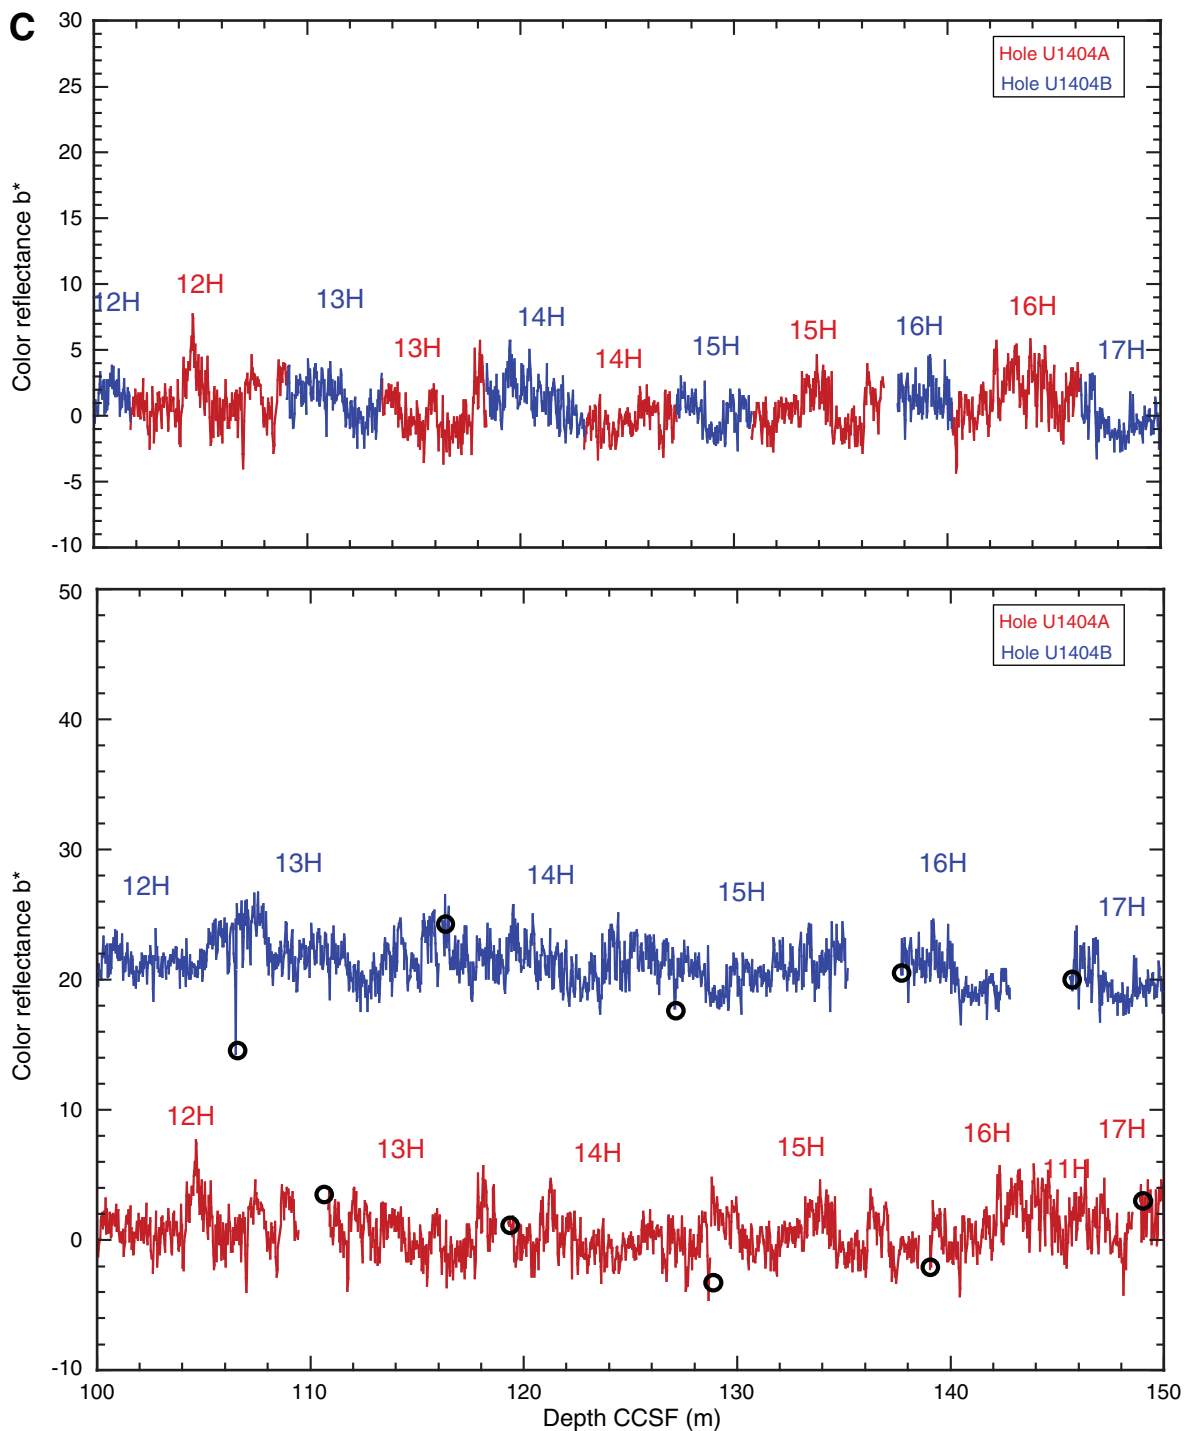 C
30
25
20
15
10
5
0
-5
-10
Color reflectance b*
Hole U1404A
Hole U1404B
12H
12H
13H
13H
14H
14H
15H
15H
16H
16H
17H
50
40
30
20
10
0
-10
Color reflectance b*
Hole U1404A
Hole U1404B
12H
13H
14H
15H
16H
17H
12H
13H
14H
15H
16H
11H
17H
100
110
120
130
140
150
Depth CCSF (m)